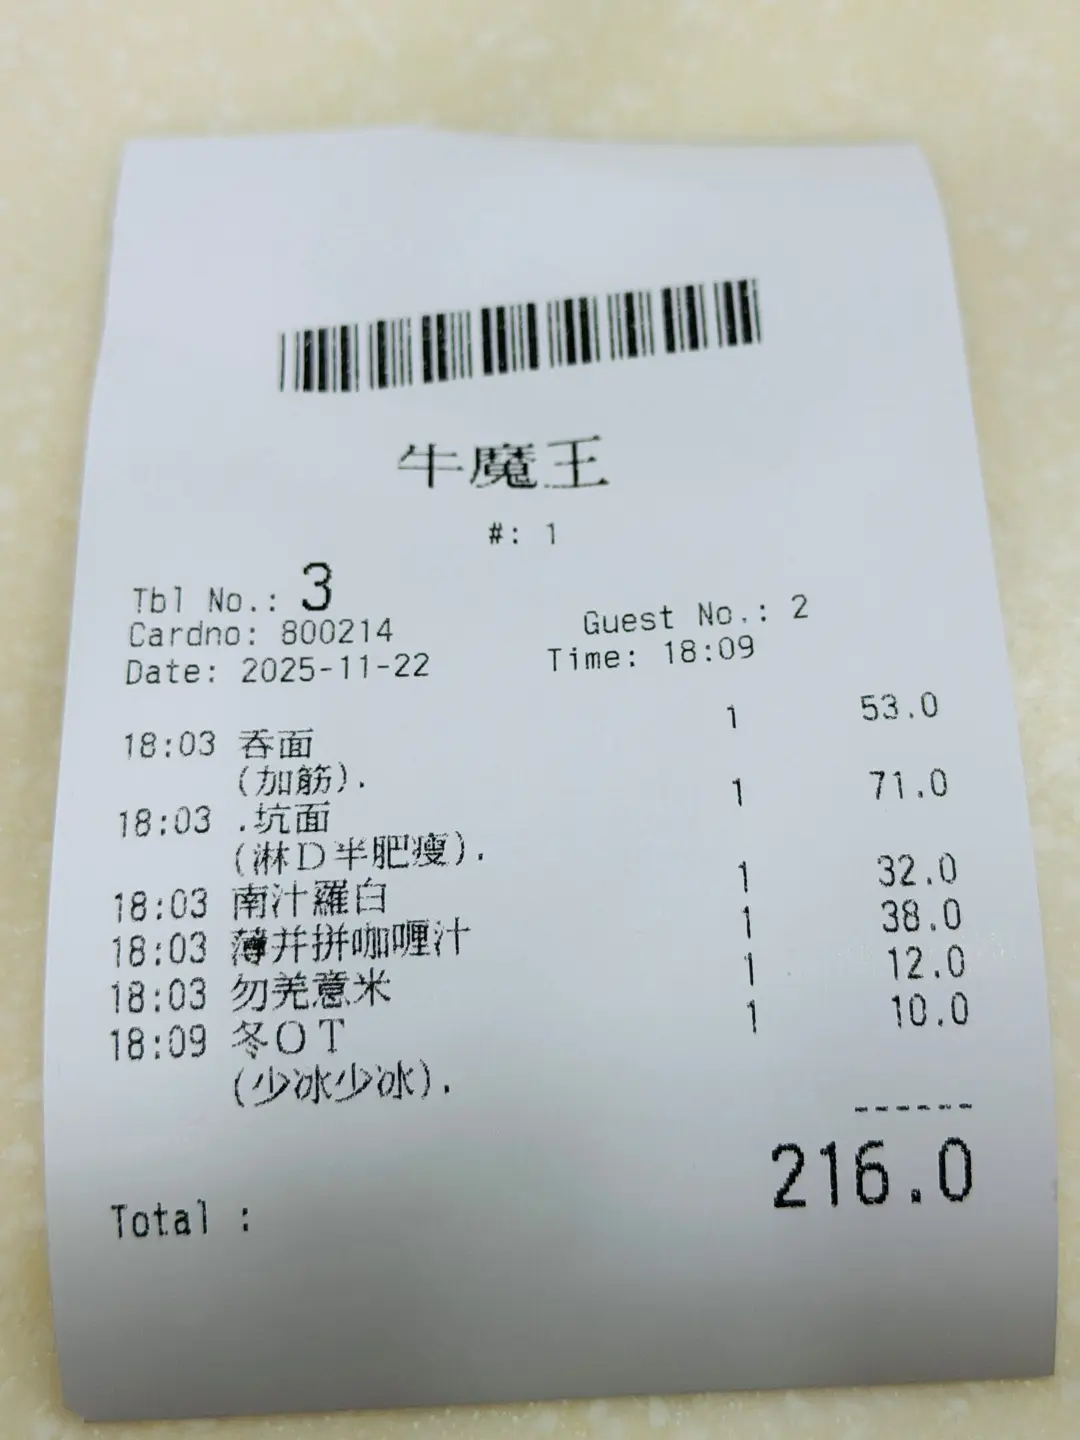 牛魔王
#: 1
Tbl No.: 3
Cardno: 800214 Guest No.: 2
Date: 2025-11-22 Time: 18:09
18:03 吞面 1 53.0
(加筋).
18:03 .坑面 1 71.0
(淋D半肥瘦).
18:03 南汁羅白 1 32.0
18:03 薄并拼咖喱汁 1 38.0
18:03 勿羌薏米 1 12.0
18:09 冬OT 1 10.0
(少冰少冰).
------
Total : 216.0